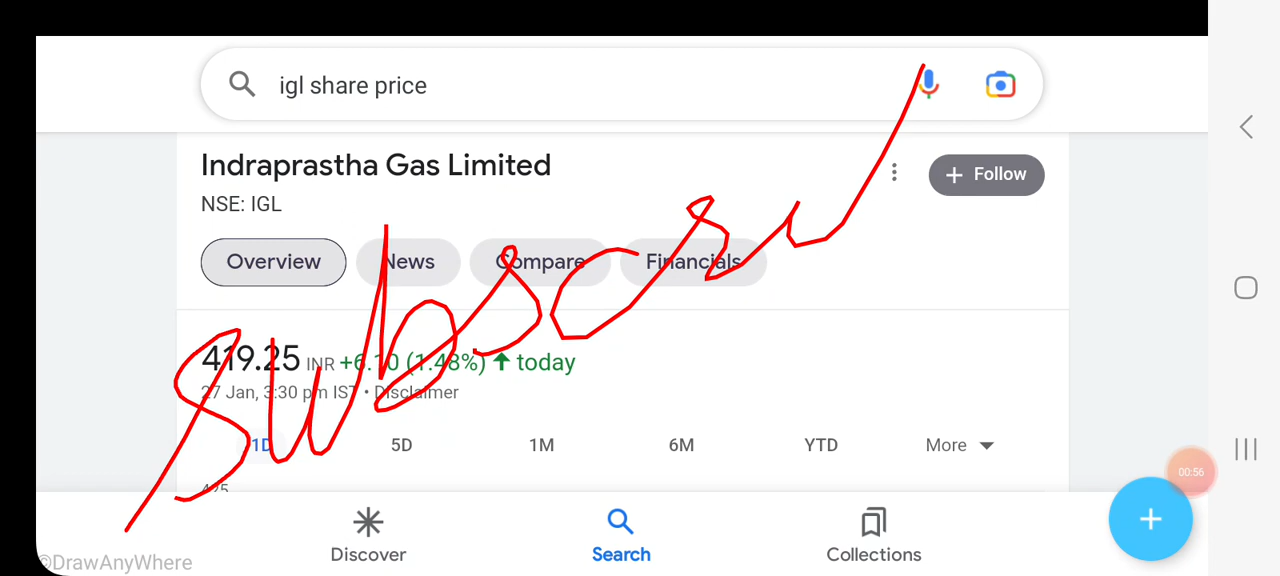 igl share price
Indraprastha Gas Limited
NSE: IGL
Follow
Overview News Compare Financials
419.25 INR +6.10 (1.48%) today
27 Jan, 3:30 pm IST • Disclaimer
1D 5D 1M 6M YTD More
425
00:56
Discover Search Collections
©DrawAnyWhere